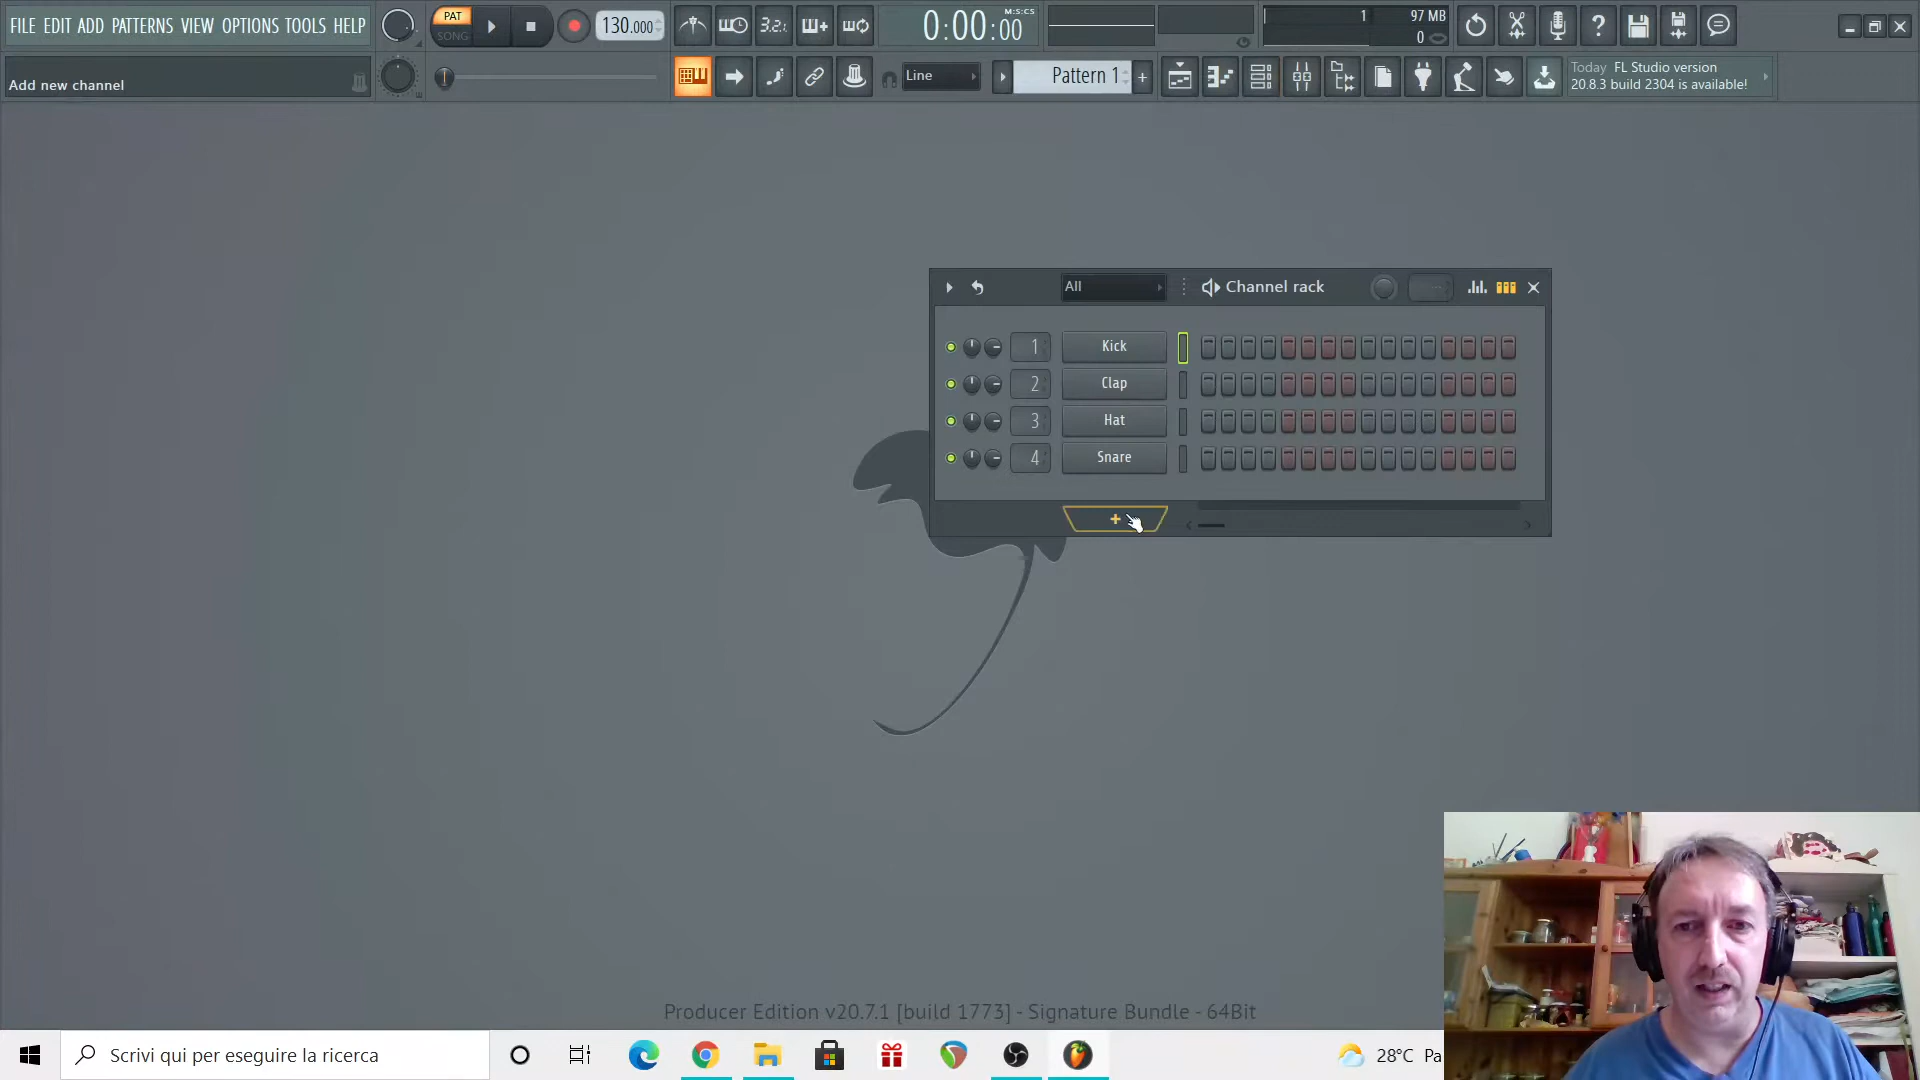 FILE EDIT ADD PATTERNS VIEW OPTIONS TOOLS HELP
PAT
SONG
130.000
3.2.
0:00:00
M:S:CS
1
97 MB
0
Add new channel
Line
Pattern 1
Today FL Studio version
20.8.3 build 2304 is available!
All
Channel rack
1 Kick
2 Clap
3 Hat
4 Snare
Producer Edition v20.7.1 [build 1773] - Signature Bundle - 64Bit
Scrivi qui per eseguire la ricerca
28°C Pa